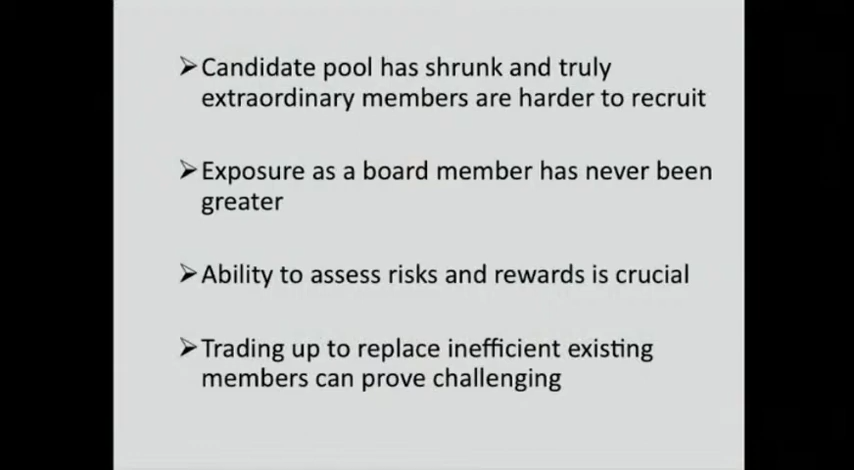 ➢Candidate pool has shrunk and truly
extraordinary members are harder to recruit
➢Exposure as a board member has never been
greater
➢Ability to assess risks and rewards is crucial
➢Trading up to replace inefficient existing
members can prove challenging